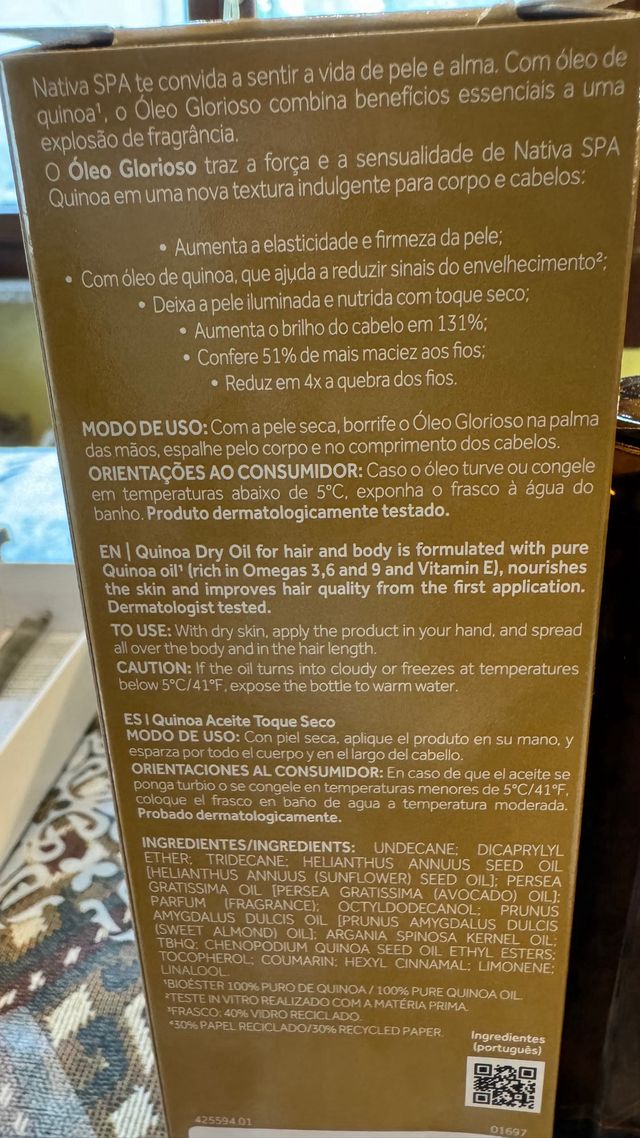 Nativa SPA te convida a sentir a vida de pele e alma. Com óleo de
quinoa¹, o Óleo Glorioso combina benefícios essenciais a uma
explosão de fragrância.
O Óleo Glorioso traz a força e a sensualidade de Nativa SPA
Quinoa em uma nova textura indulgente para corpo e cabelos:
• Aumenta a elasticidade e firmeza da pele;
• Com óleo de quinoa, que ajuda a reduzir sinais do envelhecimento²;
• Deixa a pele iluminada e nutrida com toque seco;
• Aumenta o brilho do cabelo em 131%;
• Confere 51% de mais maciez aos fios;
• Reduz em 4x a quebra dos fios.
MODO DE USO: Com a pele seca, borrife o Óleo Glorioso na palma
das mãos, espalhe pelo corpo e no comprimento dos cabelos.
ORIENTAÇÕES AO CONSUMIDOR: Caso o óleo turve ou congele
em temperaturas abaixo de 5°C, exponha o frasco à água do
banho. Produto dermatologicamente testado.
EN | Quinoa Dry Oil for hair and body is formulated with pure
Quinoa oil¹ (rich in Omegas 3,6 and 9 and Vitamin E), nourishes
the skin and improves hair quality from the first application.
Dermatologist tested.
TO USE: With dry skin, apply the product in your hand, and spread
all over the body and in the hair length.
CAUTION: If the oil turns into cloudy or freezes at temperatures
below 5°C/41°F, expose the bottle to warm water.
ES | Quinoa Aceite Toque Seco
MODO DE USO: Con piel seca, aplique el produto en su mano, y
esparza por todo el cuerpo y en el largo del cabello.
ORIENTACIONES AL CONSUMIDOR: En caso de que el aceite se
ponga turbio o se congele en temperaturas menores de 5°C/41°F,
coloque el frasco en baño de agua a temperatura moderada.
Probado dermatologicamente.
INGREDIENTES/INGREDIENTS: UNDECANE; DICAPRYLYL
ETHER; TRIDECANE; HELIANTHUS ANNUUS SEED OIL
[HELIANTHUS ANNUUS (SUNFLOWER) SEED OIL]; PERSEA
GRATISSIMA OIL [PERSEA GRATISSIMA (AVOCADO) OIL];
PARFUM (FRAGRANCE); OCTYLDODECANOL; PRUNUS
AMYGDALUS DULCIS OIL [PRUNUS AMYGDALUS DULCIS
(SWEET ALMOND) OIL]; ARGANIA SPINOSA KERNEL OIL;
TBHQ; CHENOPODIUM QUINOA SEED OIL ETHYL ESTERS;
TOCOPHEROL; COUMARIN; HEXYL CINNAMAL; LIMONENE;
LINALOOL.
¹BIOÉSTER 100% PURO DE QUINOA / 100% PURE QUINOA OIL.
²TESTE IN VITRO REALIZADO COM A MATÉRIA PRIMA.
³FRASCO: 40% VIDRO RECICLADO.
⁴30% PAPEL RECICLADO/30% RECYCLED PAPER.
Ingredientes
(português)
425594.01
01697